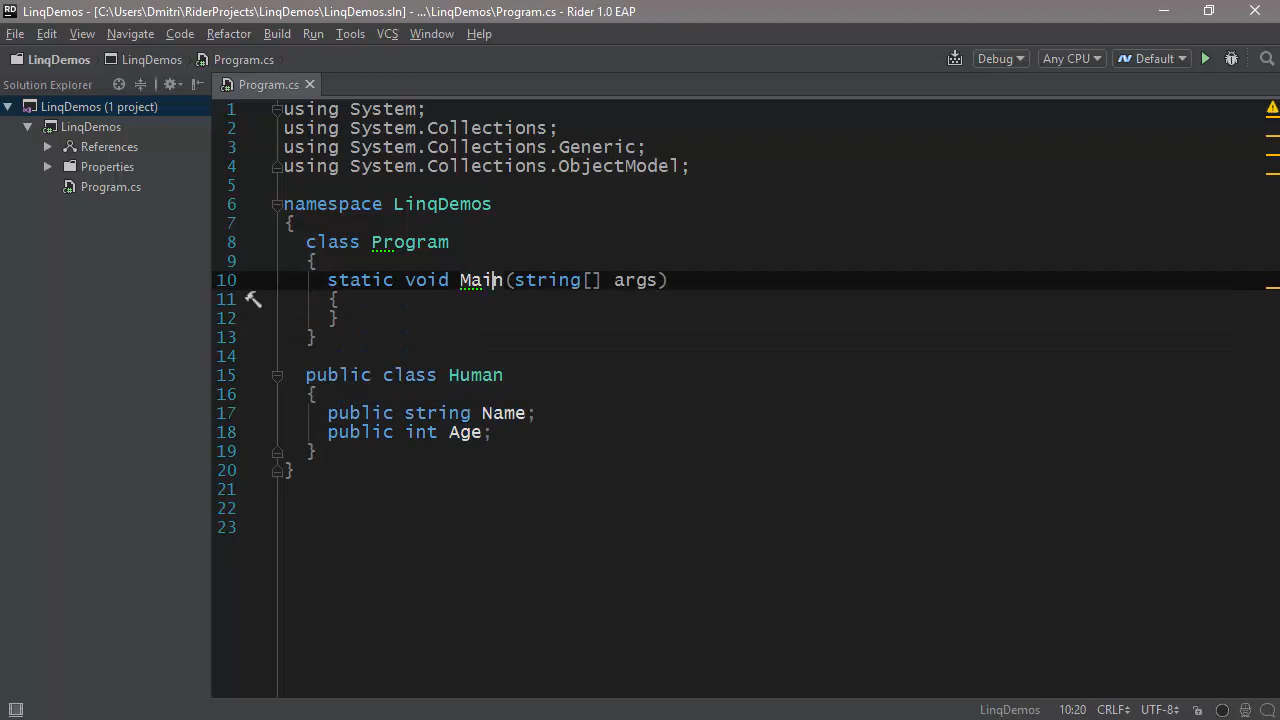 RD LinqDemos - [C:\Users\Dmitri\RiderProjects\LinqDemos\LinqDemos.sln] - ...\LinqDemos\Program.cs - Rider 1.0 EAP
File Edit View Navigate Code Refactor Build Run Tools VCS Window Help
LinqDemos LinqDemos Program.cs Debug Any CPU Default
Solution Explorer Program.cs
LinqDemos (1 project)
LinqDemos
References
Properties
Program.cs
1 using System;
2 using System.Collections;
3 using System.Collections.Generic;
4 using System.Collections.ObjectModel;
5
6 namespace LinqDemos
7 {
8 class Program
9 {
10 static void Main(string[] args)
11 {
12 }
13 }
14
15 public class Human
16 {
17 public string Name;
18 public int Age;
19 }
20 }
21
22
23
LinqDemos 10:20 CRLF UTF-8